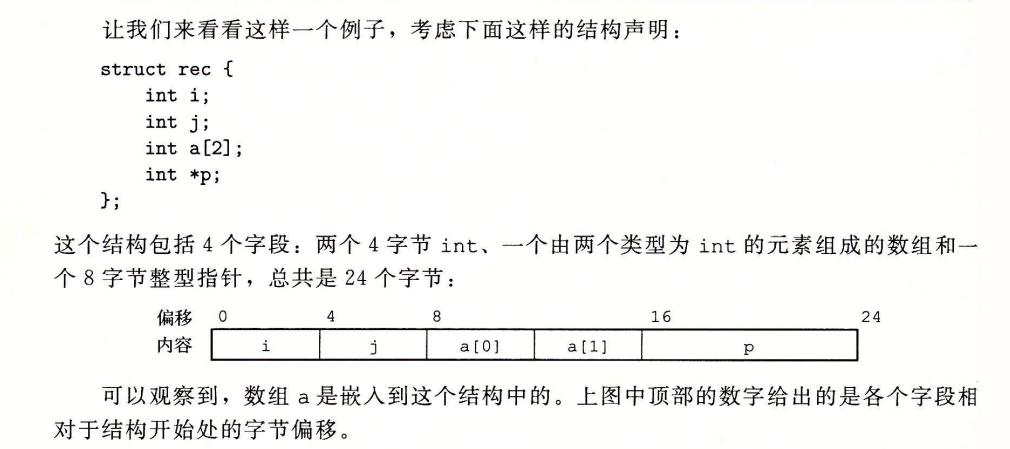 让我们来看看这样一个例子，考虑下面这样的结构声明：
struct rec {
    int i;
    int j;
    int a[2];
    int *p;
};
这个结构包括 4 个字段：两个 4 字节 int、一个由两个类型为 int 的元素组成的数组和一
个 8 字节整型指针，总共是 24 个字节：
偏移 0 4 8 16 24
内容 i j a[0] a[1] p
可以观察到，数组 a 是嵌入到这个结构中的。上图中顶部的数字给出的是各个字段相
对于结构开始处的字节偏移。